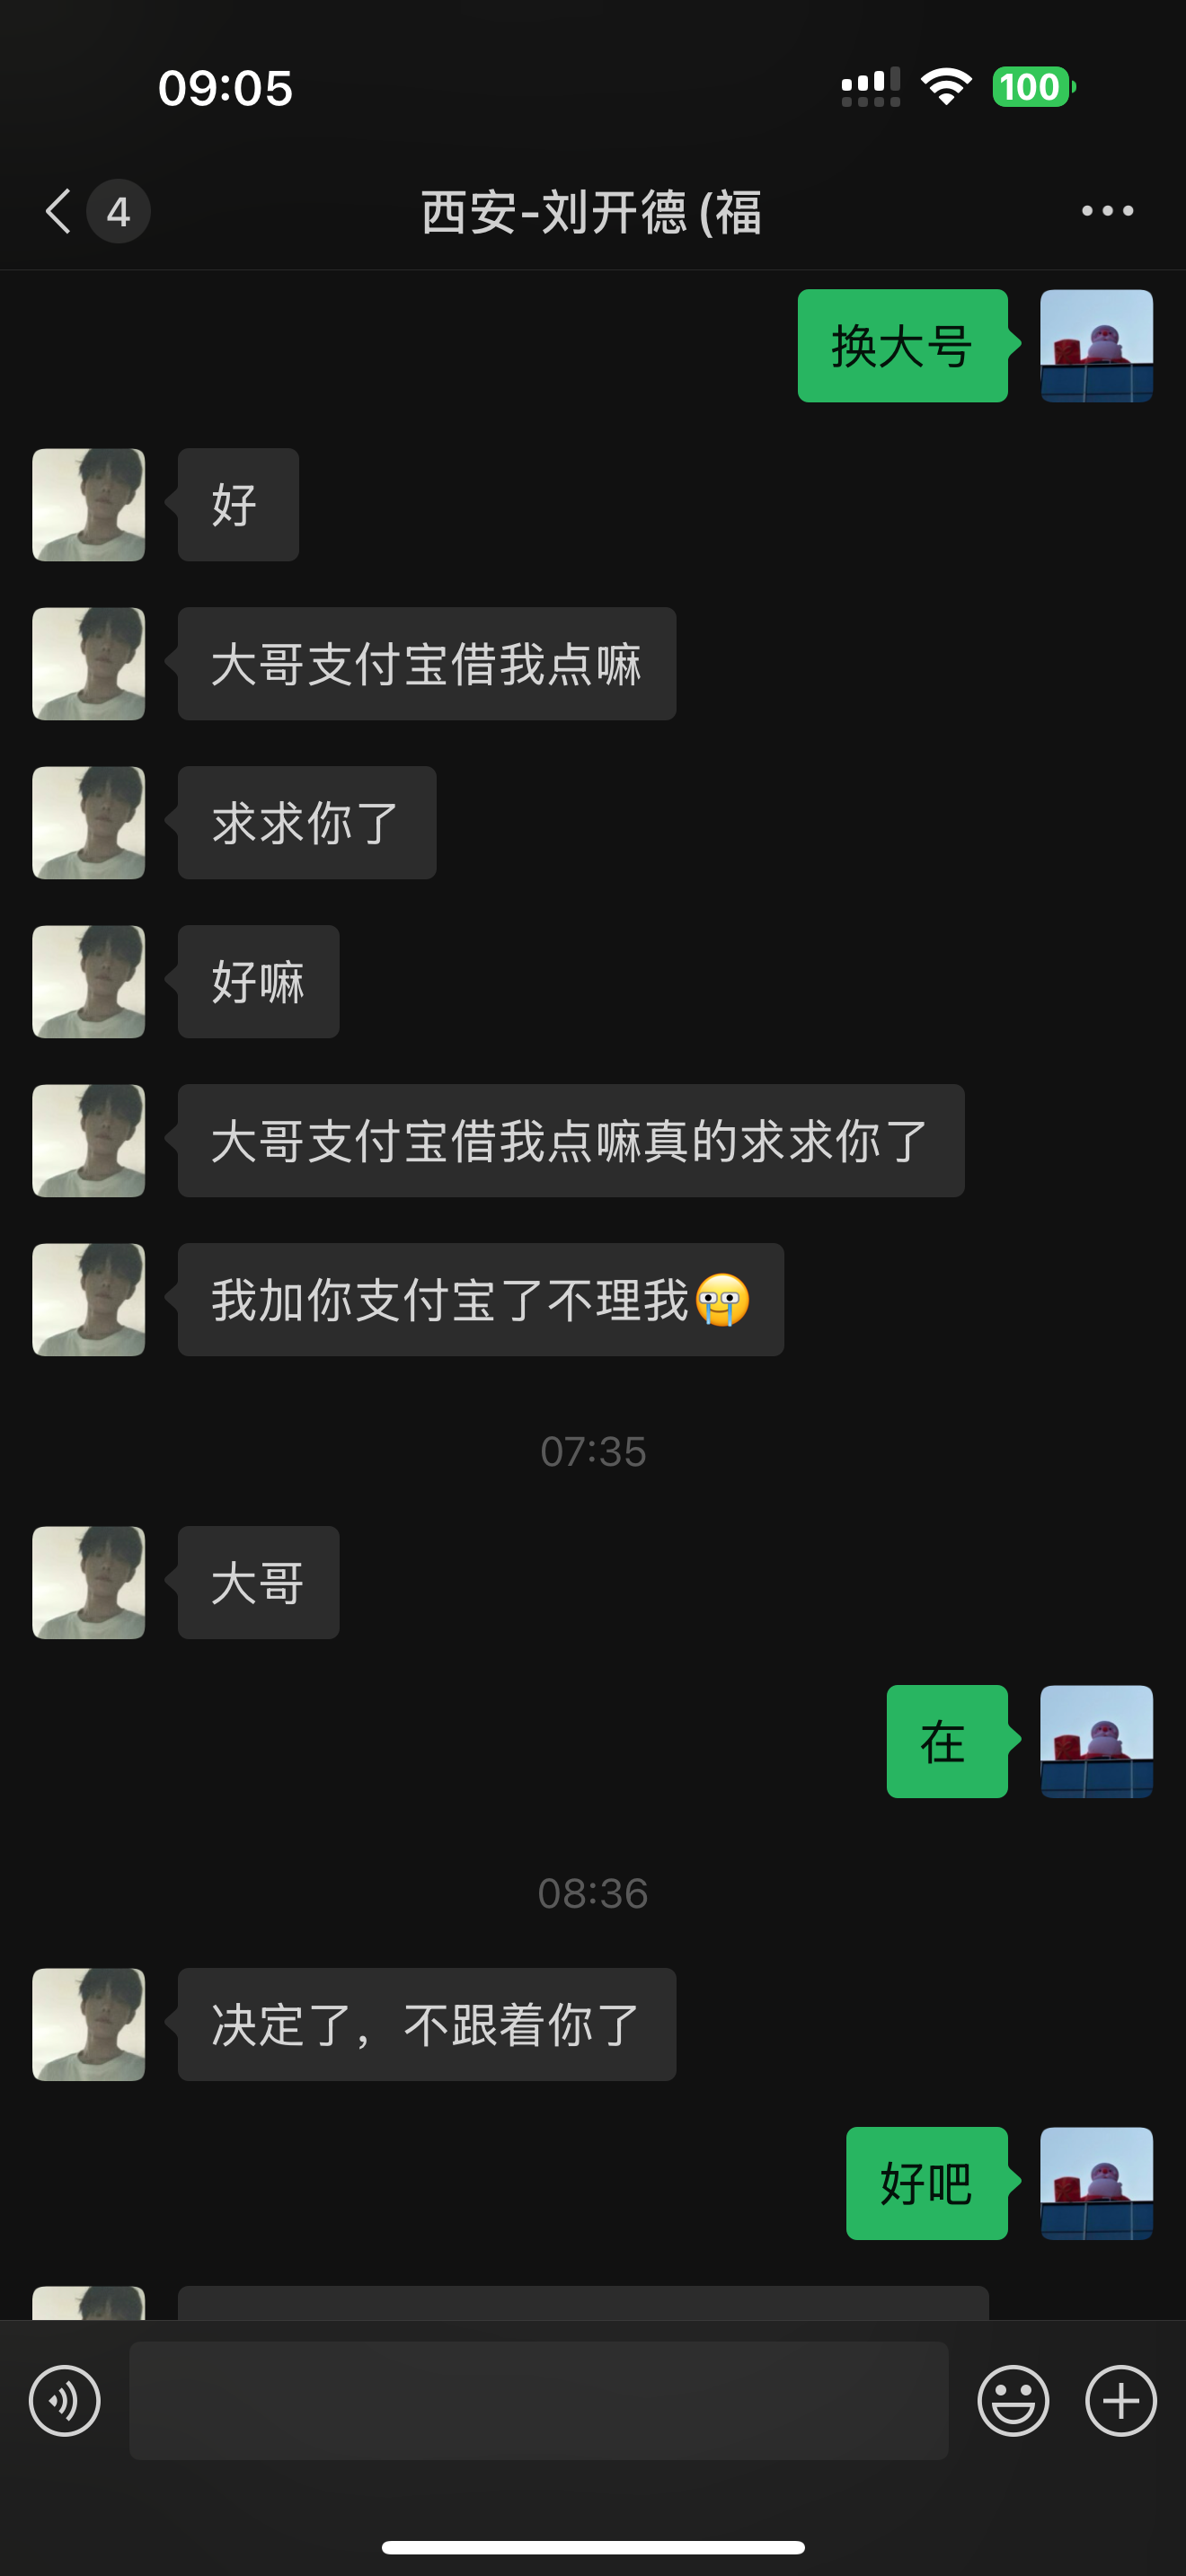 09:05
100
4
西安-刘开德 (福
换大号
好
大哥支付宝借我点嘛
求求你了
好嘛
大哥支付宝借我点嘛真的求求你了
我加你支付宝了不理我😭
07:35
大哥
在
08:36
决定了，不跟着你了
好吧